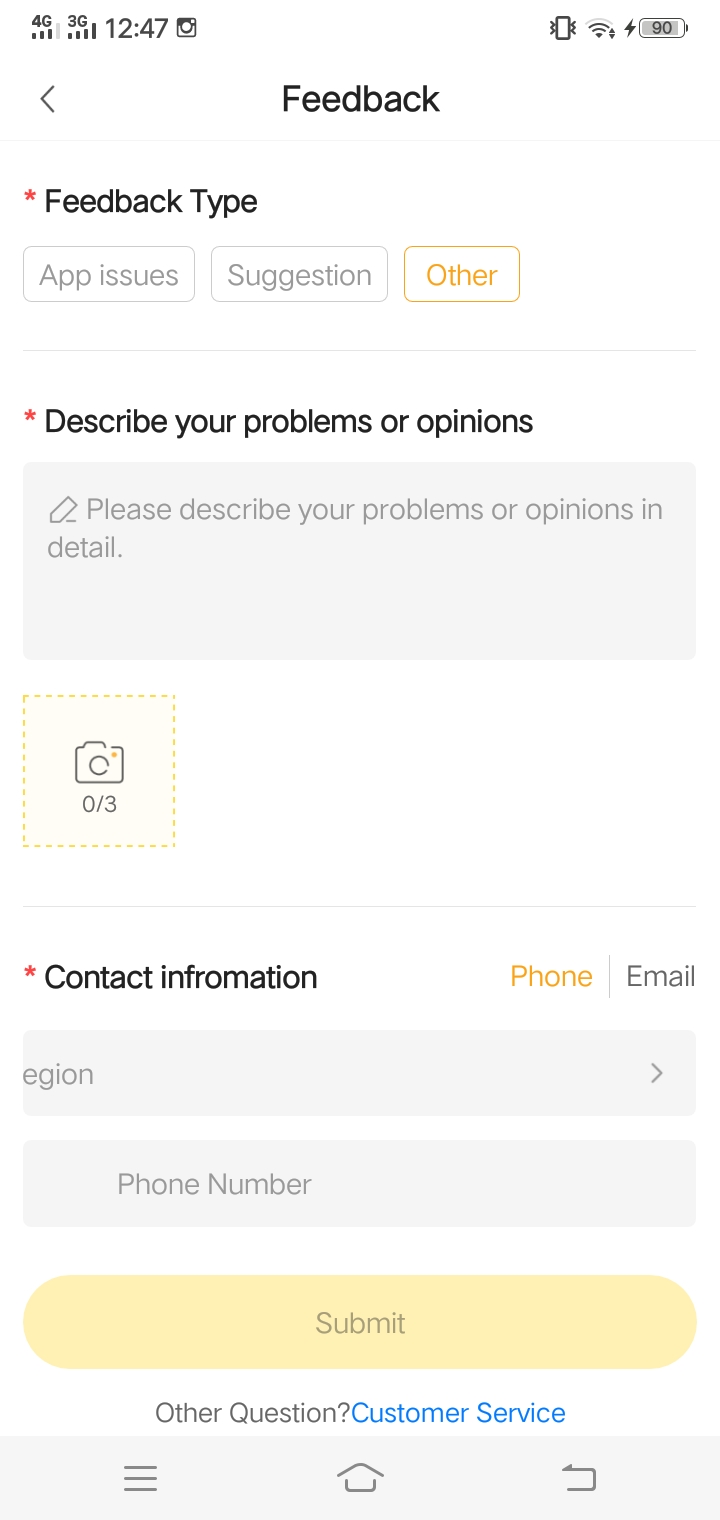 4G 3G 12:47 90
Feedback
* Feedback Type
App issues Suggestion Other
* Describe your problems or opinions
Please describe your problems or opinions in
detail.
0/3
* Contact infromation Phone Email
egion
Phone Number
Submit
Other Question?Customer Service